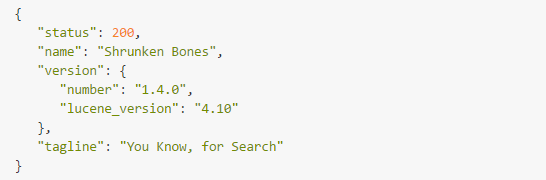 {
"status": 200,
"name": "Shrunken Bones",
"version": {
"number": "1.4.0",
"lucene_version": "4.10"
},
"tagline": "You Know, for Search"
}